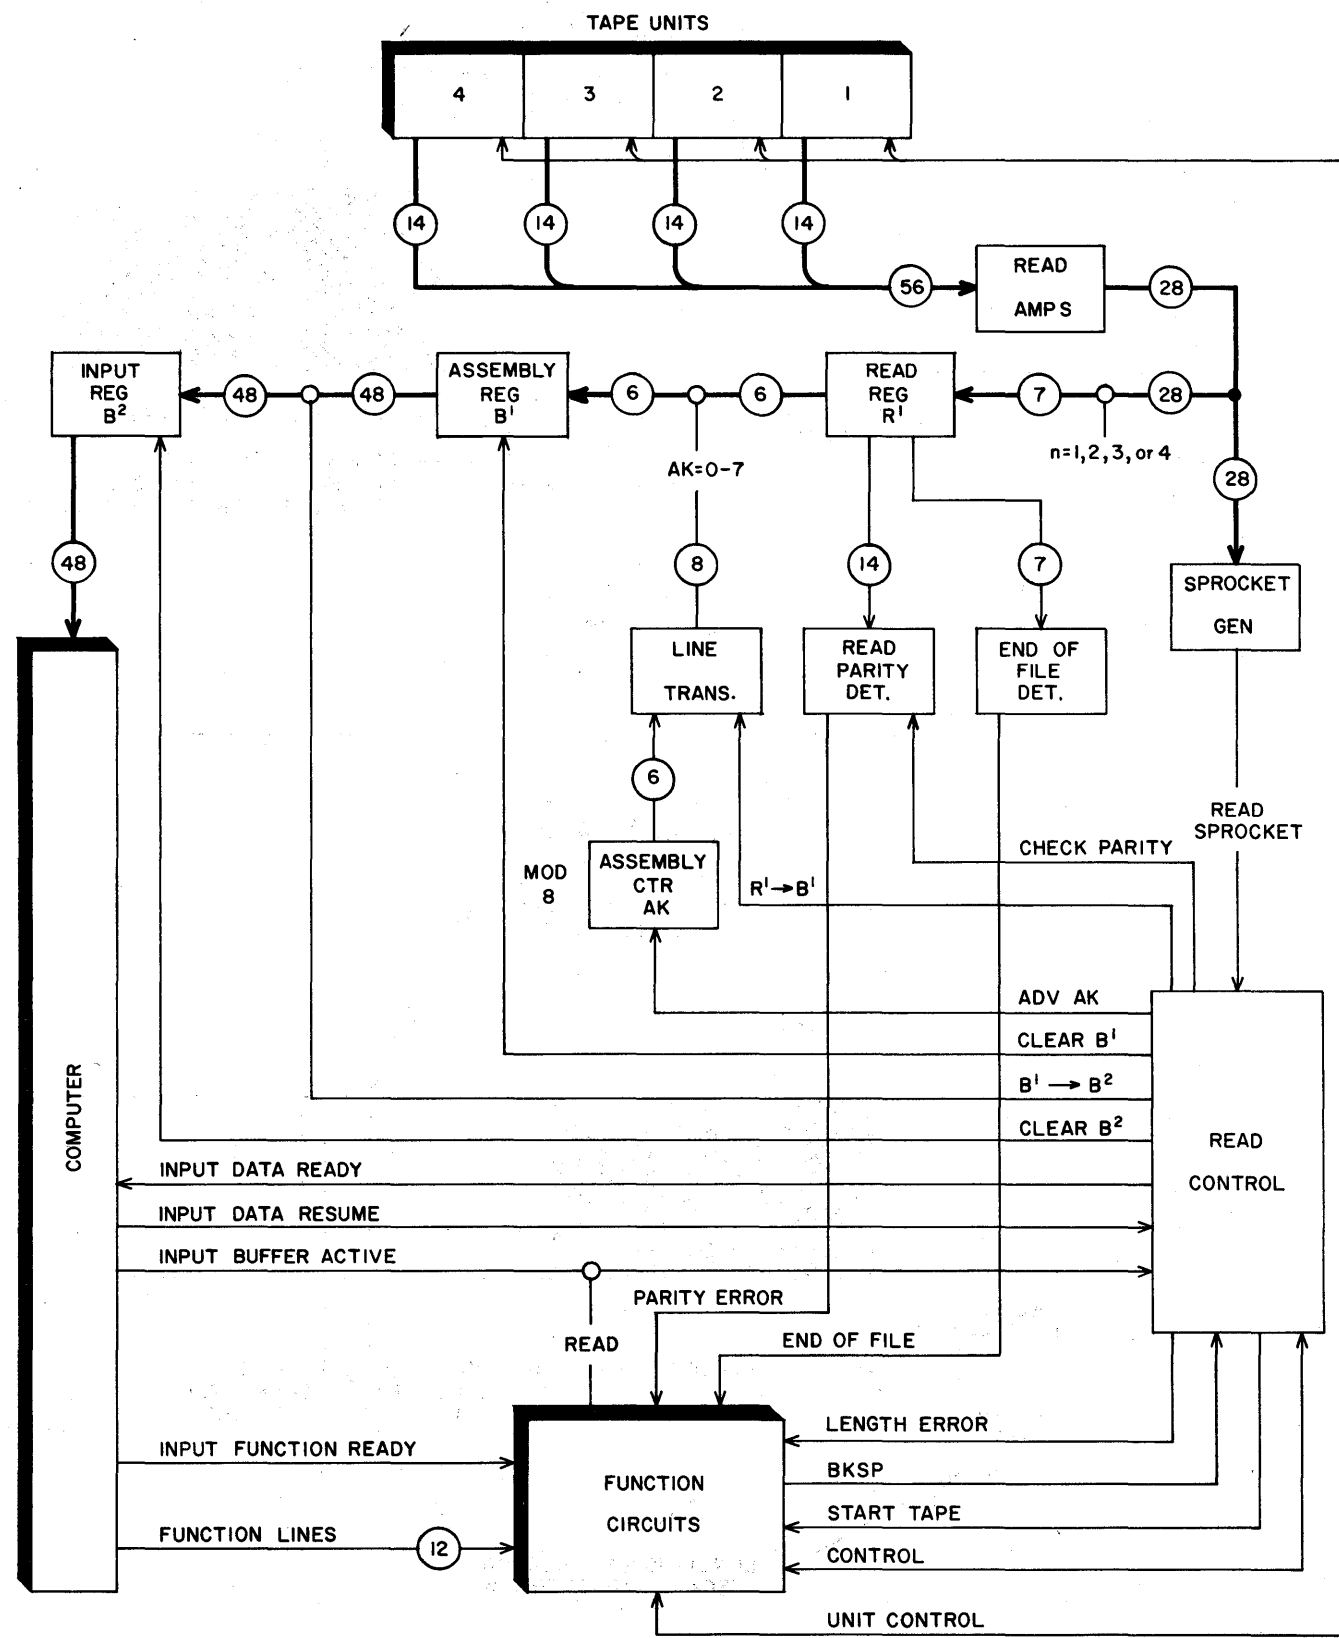 TAPE UNITS
4 3 2 1
14 14 14 14
56
READ
AMPS
28
INPUT
REG
B²
48
48
ASSEMBLY
REG
B¹
6
6
READ
REG
R¹
7
28
n=1,2,3, or 4
AK=0-7
28
48
8
14
7
SPROCKET
GEN
LINE
TRANS.
READ
PARITY
DET.
END OF
FILE
DET.
6
READ
SPROCKET
CHECK PARITY
MOD
8
ASSEMBLY
CTR
AK
R¹→B¹
ADV AK
CLEAR B¹
B¹ → B²
CLEAR B²
COMPUTER
READ
CONTROL
INPUT DATA READY
INPUT DATA RESUME
INPUT BUFFER ACTIVE
PARITY ERROR
READ
END OF FILE
LENGTH ERROR
INPUT FUNCTION READY
BKSP
FUNCTION
CIRCUITS
START TAPE
FUNCTION LINES
12
CONTROL
UNIT CONTROL